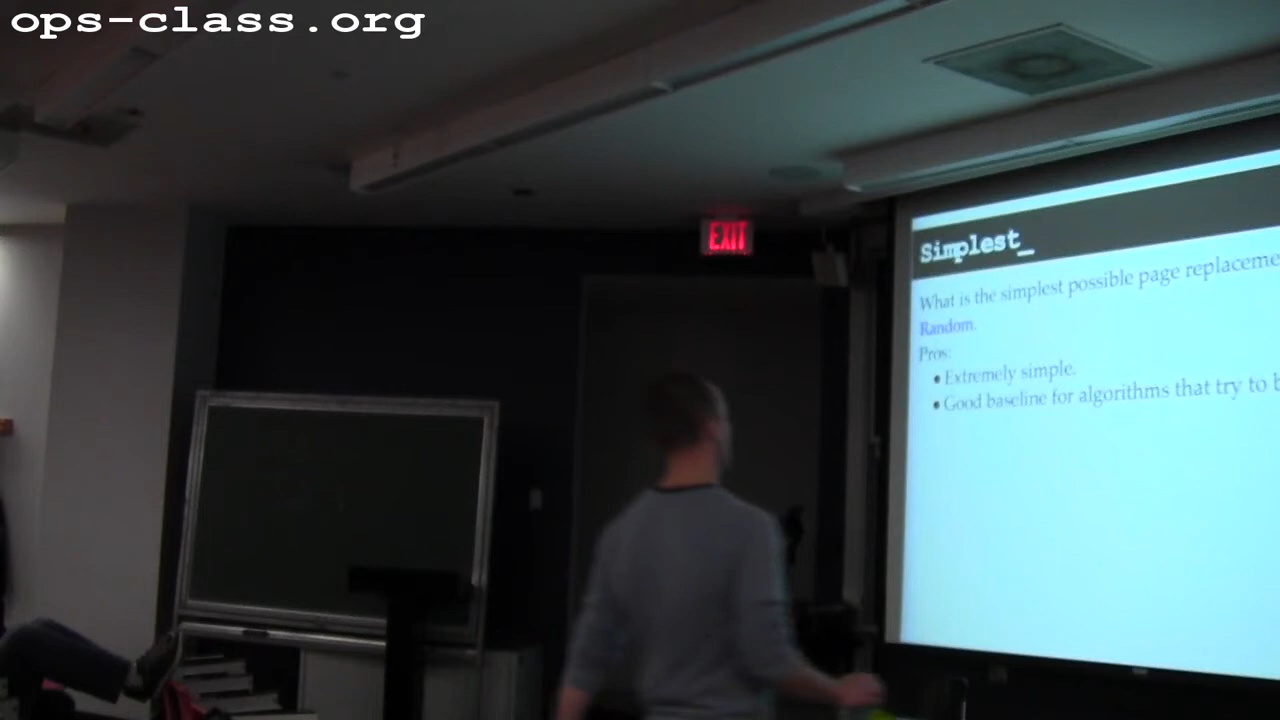 ops-class.org
EXIT
Simplest_
What is the simplest possible page
Random.
Pros:
• Extremely simple.
• Good baseline for algorithms that try to